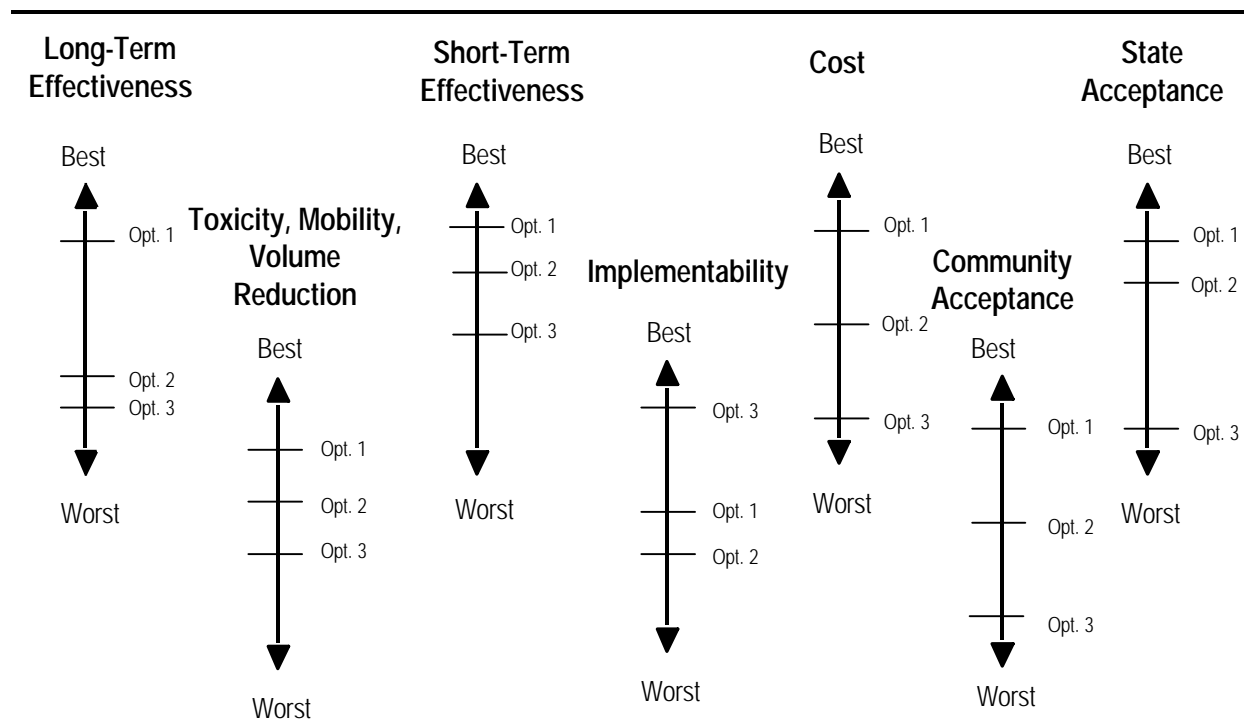 Long-Term
Effectiveness
Best
Opt. 1
Opt. 2
Opt. 3
Worst
Toxicity, Mobility,
Volume
Reduction
Best
Opt. 1
Opt. 2
Opt. 3
Worst
Short-Term
Effectiveness
Best
Opt. 1
Opt. 2
Opt. 3
Worst
Implementability
Best
Opt. 3
Opt. 1
Opt. 2
Worst
Cost
Best
Opt. 1
Opt. 2
Opt. 3
Worst
Community
Acceptance
Best
Opt. 1
Opt. 2
Opt. 3
Worst
State
Acceptance
Best
Opt. 1
Opt. 2
Opt. 3
Worst